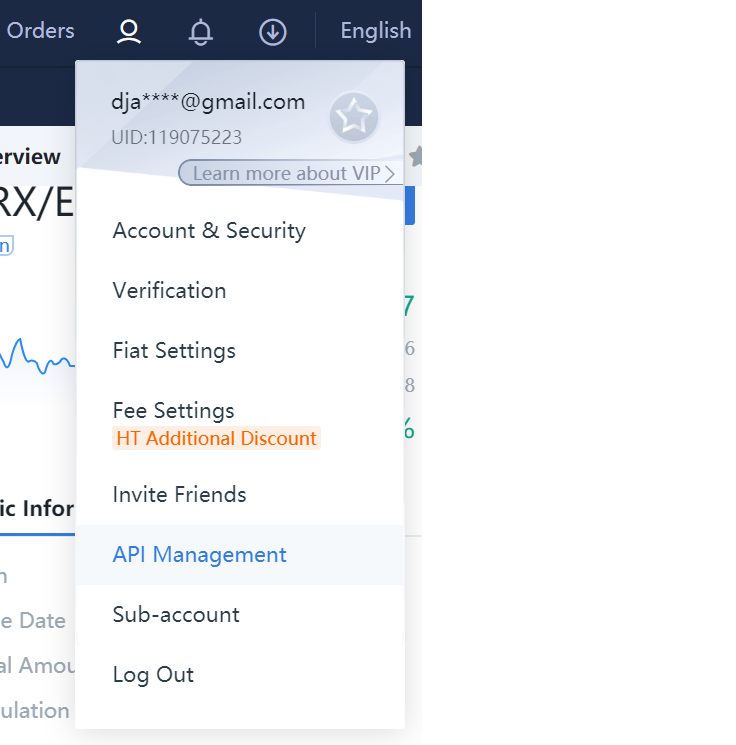 Orders
English
dja****@gmail.com
UID:119075223
Learn more about VIP
Account & Security
Verification
Fiat Settings
Fee Settings
HT Additional Discount
Invite Friends
API Management
Sub-account
Log Out
erview
RX/E
n
7
6
8
%
ic Infor
n
e Date
al Amou
ulation